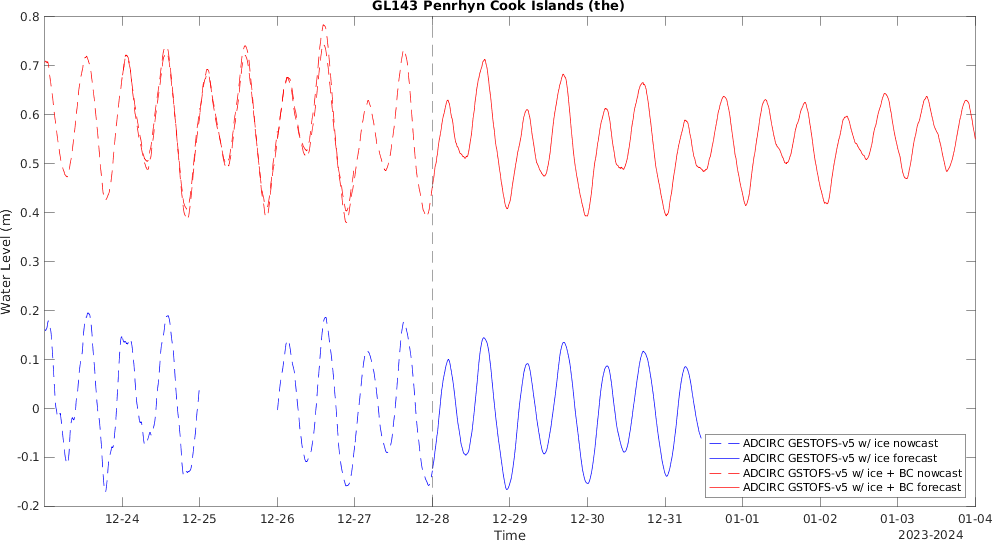 GL143 Penrhyn Cook Islands (the)
0.8
0.7
0.6
0.5
0.4
0.3
0.2
0.1
0
-0.1
-0.2
Water Level (m)
ADCIRC GESTOFS-v5 w/ ice nowcast
ADCIRC GESTOFS-v5 w/ ice forecast
ADCIRC GSTOFS-v5 w/ ice + BC nowcast
ADCIRC GSTOFS-v5 w/ ice + BC forecast
12-24 12-25 12-26 12-27 12-28 12-29 12-30 12-31 01-01 01-02 01-03 01-04
Time
2023-2024